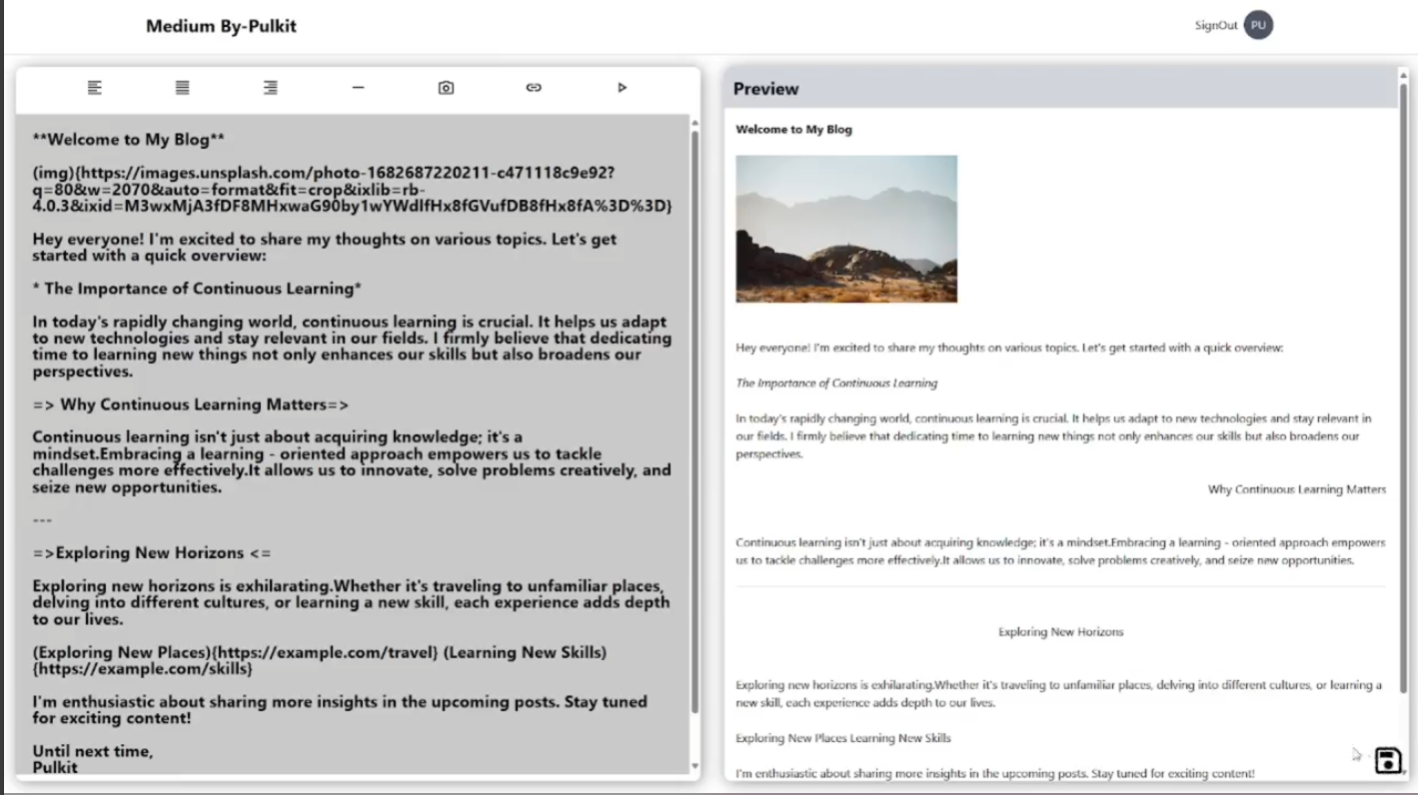 Medium By-Pulkit
SignOut PU
**Welcome to My Blog**
(img){https://images.unsplash.com/photo-1682687220211-c471118c9e92?
q=80&w=2070&auto=format&fit=crop&ixlib=rb-
4.0.3&ixid=M3wxMjA3fDF8MHxwaG90by1wYWdlfHx8fGVufDB8fHx8fA%3D%3D}
Hey everyone! I'm excited to share my thoughts on various topics. Let's get
started with a quick overview:
* The Importance of Continuous Learning*
In today's rapidly changing world, continuous learning is crucial. It helps us adapt
to new technologies and stay relevant in our fields. I firmly believe that dedicating
time to learning new things not only enhances our skills but also broadens our
perspectives.
=> Why Continuous Learning Matters=>
Continuous learning isn't just about acquiring knowledge; it's a
mindset.Embracing a learning - oriented approach empowers us to tackle
challenges more effectively.It allows us to innovate, solve problems creatively, and
seize new opportunities.
---
=>Exploring New Horizons <=
Exploring new horizons is exhilarating.Whether it's traveling to unfamiliar places,
delving into different cultures, or learning a new skill, each experience adds depth
to our lives.
(Exploring New Places){https://example.com/travel} (Learning New Skills)
{https://example.com/skills}
I'm enthusiastic about sharing more insights in the upcoming posts. Stay tuned
for exciting content!
Until next time,
Pulkit
Preview
Welcome to My Blog
Hey everyone! I'm excited to share my thoughts on various topics. Let's get started with a quick overview:
The Importance of Continuous Learning
In today's rapidly changing world, continuous learning is crucial. It helps us adapt to new technologies and stay relevant in
our fields. I firmly believe that dedicating time to learning new things not only enhances our skills but also broadens our
perspectives.
Why Continuous Learning Matters
Continuous learning isn't just about acquiring knowledge; it's a mindset.Embracing a learning - oriented approach empowers
us to tackle challenges more effectively.It allows us to innovate, solve problems creatively, and seize new opportunities.
Exploring New Horizons
Exploring new horizons is exhilarating.Whether it's traveling to unfamiliar places, delving into different cultures, or learning a
new skill, each experience adds depth to our lives.
Exploring New Places Learning New Skills
I'm enthusiastic about sharing more insights in the upcoming posts. Stay tuned for exciting content!